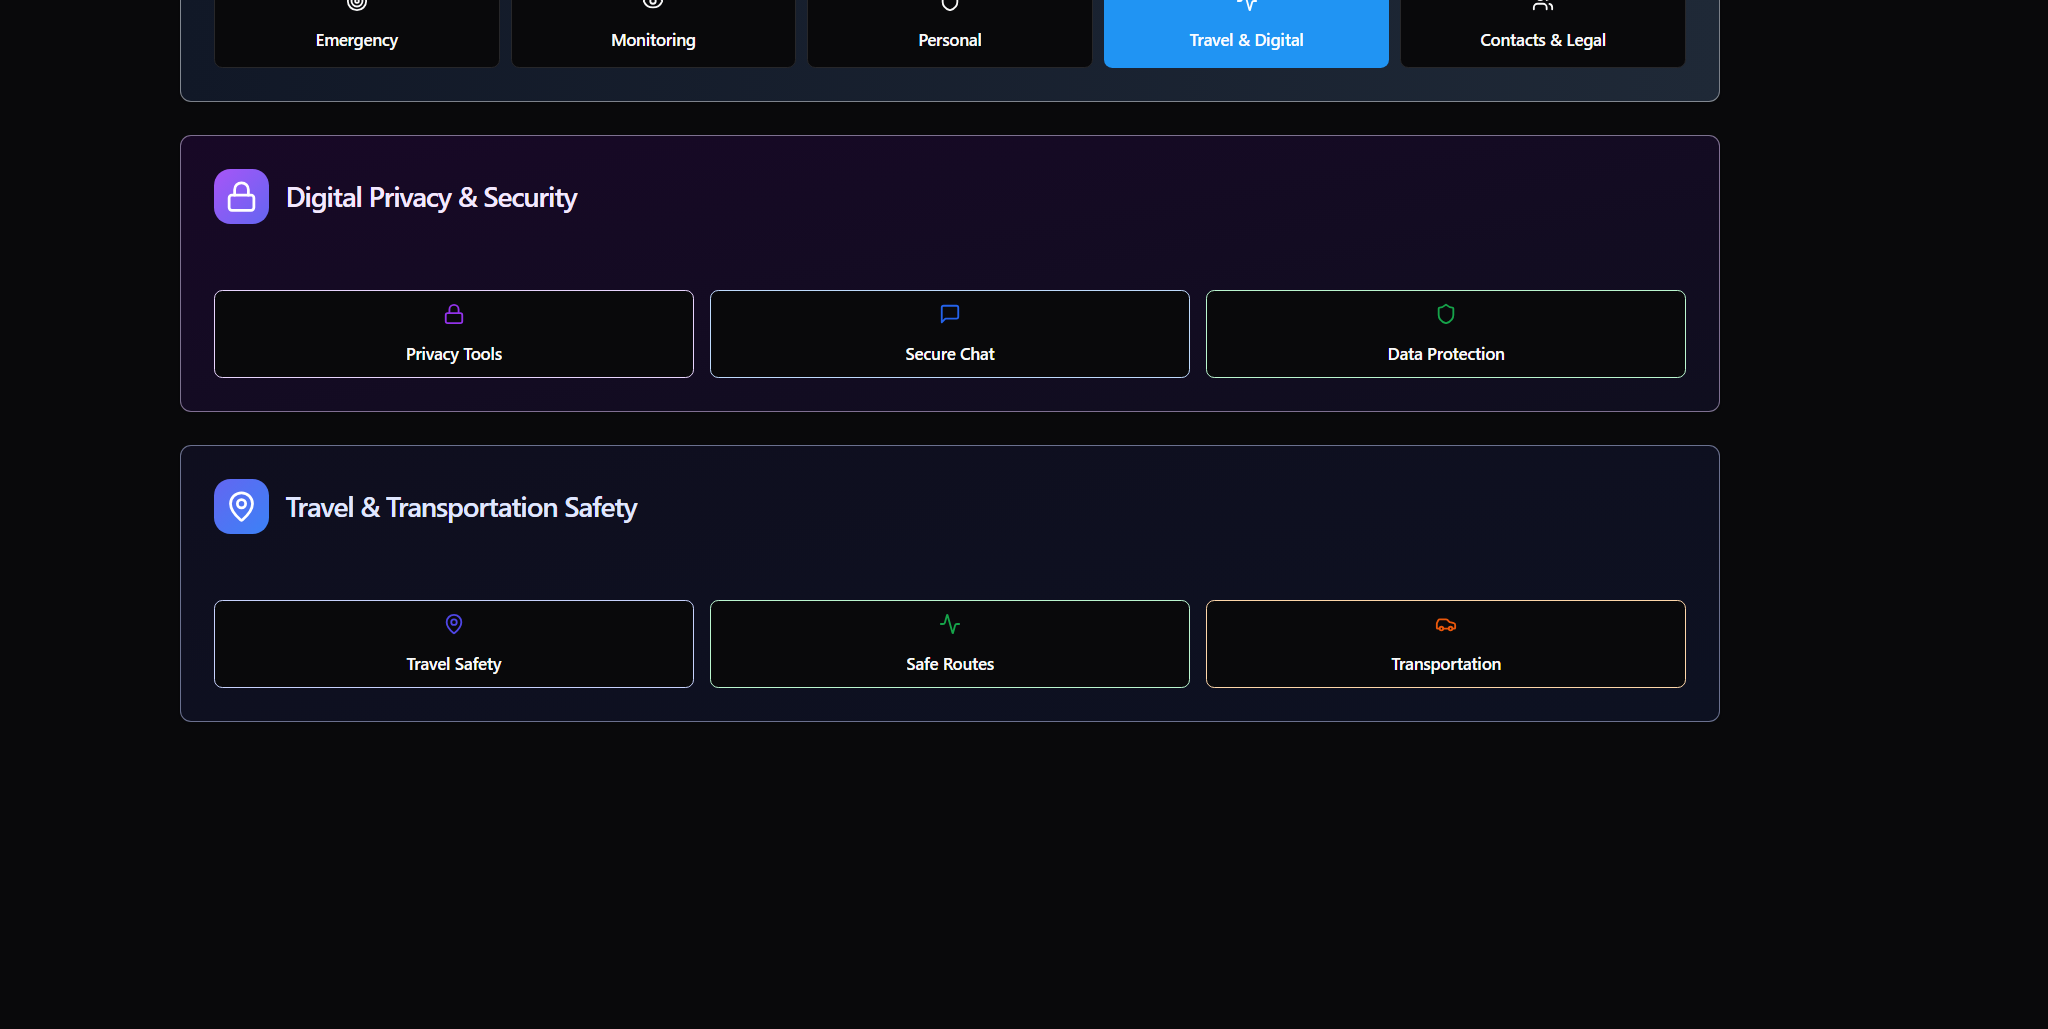 Emergency
Monitoring
Personal
Travel & Digital
Contacts & Legal
Digital Privacy & Security
Privacy Tools
Secure Chat
Data Protection
Travel & Transportation Safety
Travel Safety
Safe Routes
Transportation